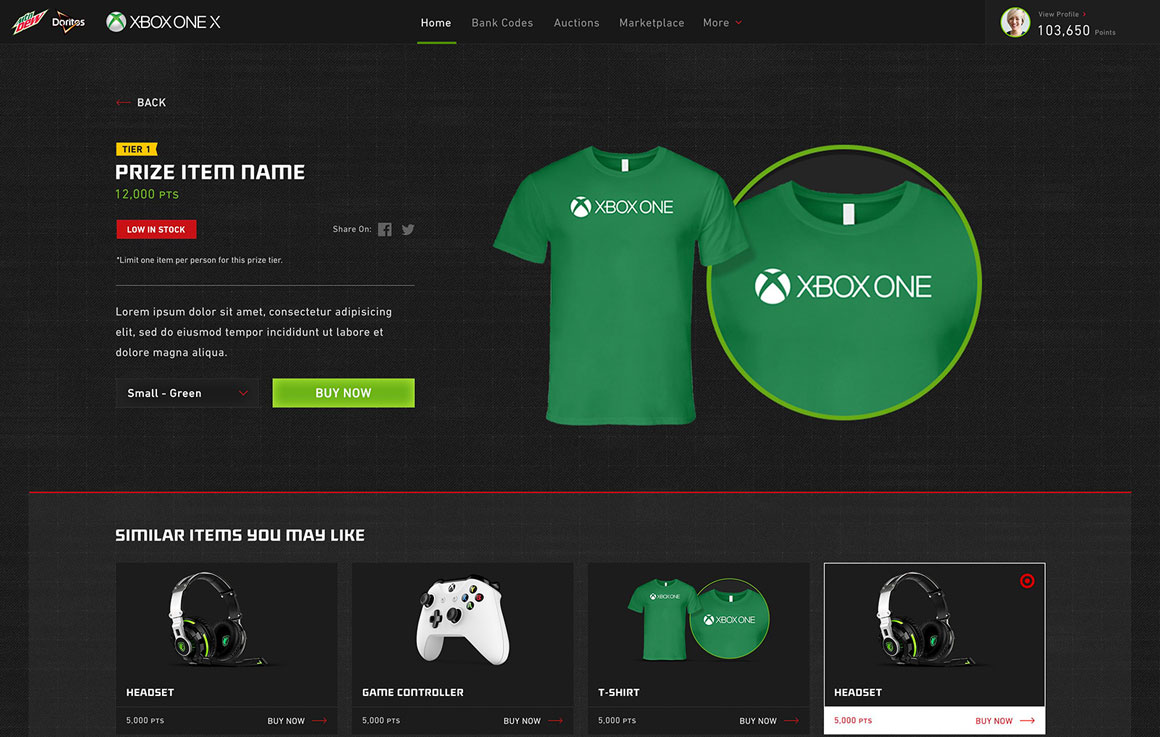 MTN DEW
Doritos
XBOX ONE X
Home
Bank Codes
Auctions
Marketplace
More
View Profile
103,650 Points
BACK
TIER 1
PRIZE ITEM NAME
12,000 PTS
LOW IN STOCK
Share On:
*Limit one item per person for this prize tier.
Lorem ipsum dolor sit amet, consectetur adipisicing
elit, sed do eiusmod tempor incididunt ut labore et
dolore magna aliqua.
Small - Green
BUY NOW
XBOX ONE
XBOX ONE
SIMILAR ITEMS YOU MAY LIKE
HEADSET
5,000 PTS
BUY NOW
GAME CONTROLLER
5,000 PTS
BUY NOW
XBOX ONE
XBOX ONE
T-SHIRT
5,000 PTS
BUY NOW
HEADSET
5,000 PTS
BUY NOW